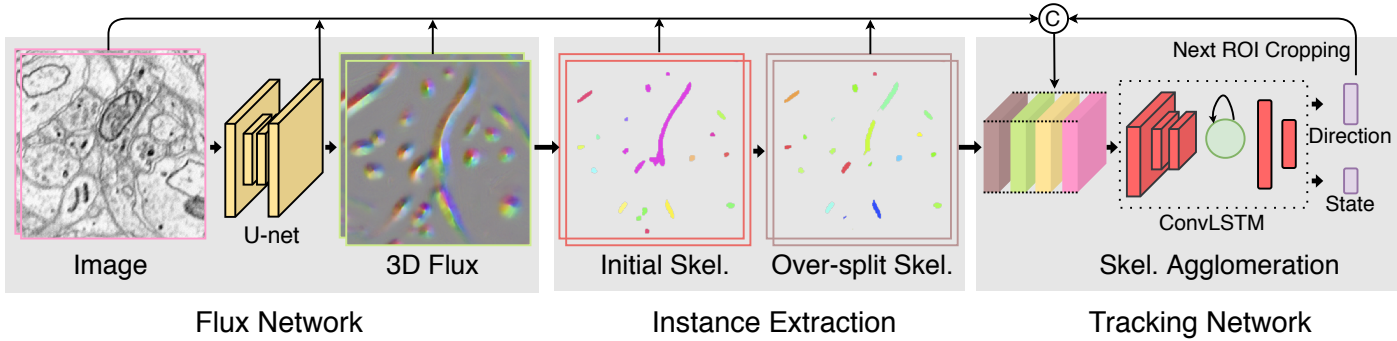 C
Next ROI Cropping
Direction
State
U-net
ConvLSTM
Image
3D Flux
Initial Skel.
Over-split Skel.
Skel. Agglomeration
Flux Network
Instance Extraction
Tracking Network